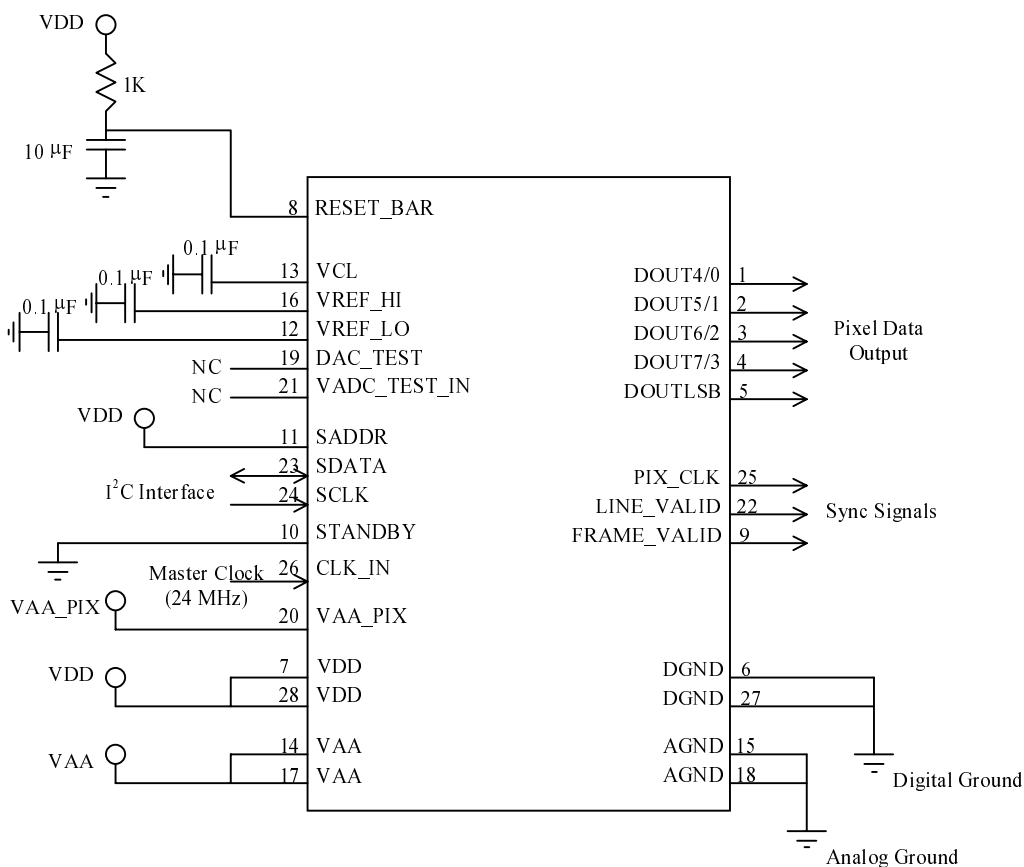 VDD
1K
10 µF
8 RESET_BAR
0.1 µF
13 VCL
0.1 µF
16 VREF_HI
0.1 µF
12 VREF_LO
NC 19 DAC_TEST
NC 21 VADC_TEST_IN
VDD
11 SADDR
23 SDATA
I²C Interface
24 SCLK
10 STANDBY
Master Clock
(24 MHz)
26 CLK_IN
VAA_PIX
20 VAA_PIX
VDD
7 VDD
28 VDD
VAA
14 VAA
17 VAA
DOUT4/0 1
DOUT5/1 2
DOUT6/2 3
DOUT7/3 4
DOUTLSB 5
Pixel Data
Output
PIX_CLK 25
LINE_VALID 22
FRAME_VALID 9
Sync Signals
DGND 6
DGND 27
AGND 15
AGND 18
Digital Ground
Analog Ground